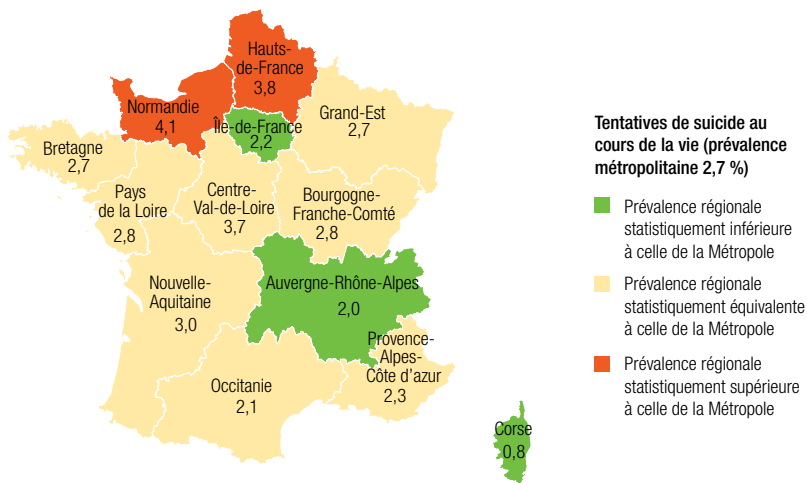 Hauts-
de-France
3,8
Normandie
4,1
Île-de-France
2,2
Grand-Est
2,7
Bretagne
2,7
Pays
de la Loire
2,8
Centre-
Val-de-Loire
3,7
Bourgogne-
Franche-Comté
2,8
Nouvelle-
Aquitaine
3,0
Auvergne-Rhône-Alpes
2,0
Provence-
Alpes-
Côte d'azur
2,3
Occitanie
2,1
Corse
0,8
Tentatives de suicide au
cours de la vie (prévalence
métropolitaine 2,7 %)
Prévalence régionale
statistiquement inférieure
à celle de la Métropole
Prévalence régionale
statistiquement équivalente
à celle de la Métropole
Prévalence régionale
statistiquement supérieure
à celle de la Métropole